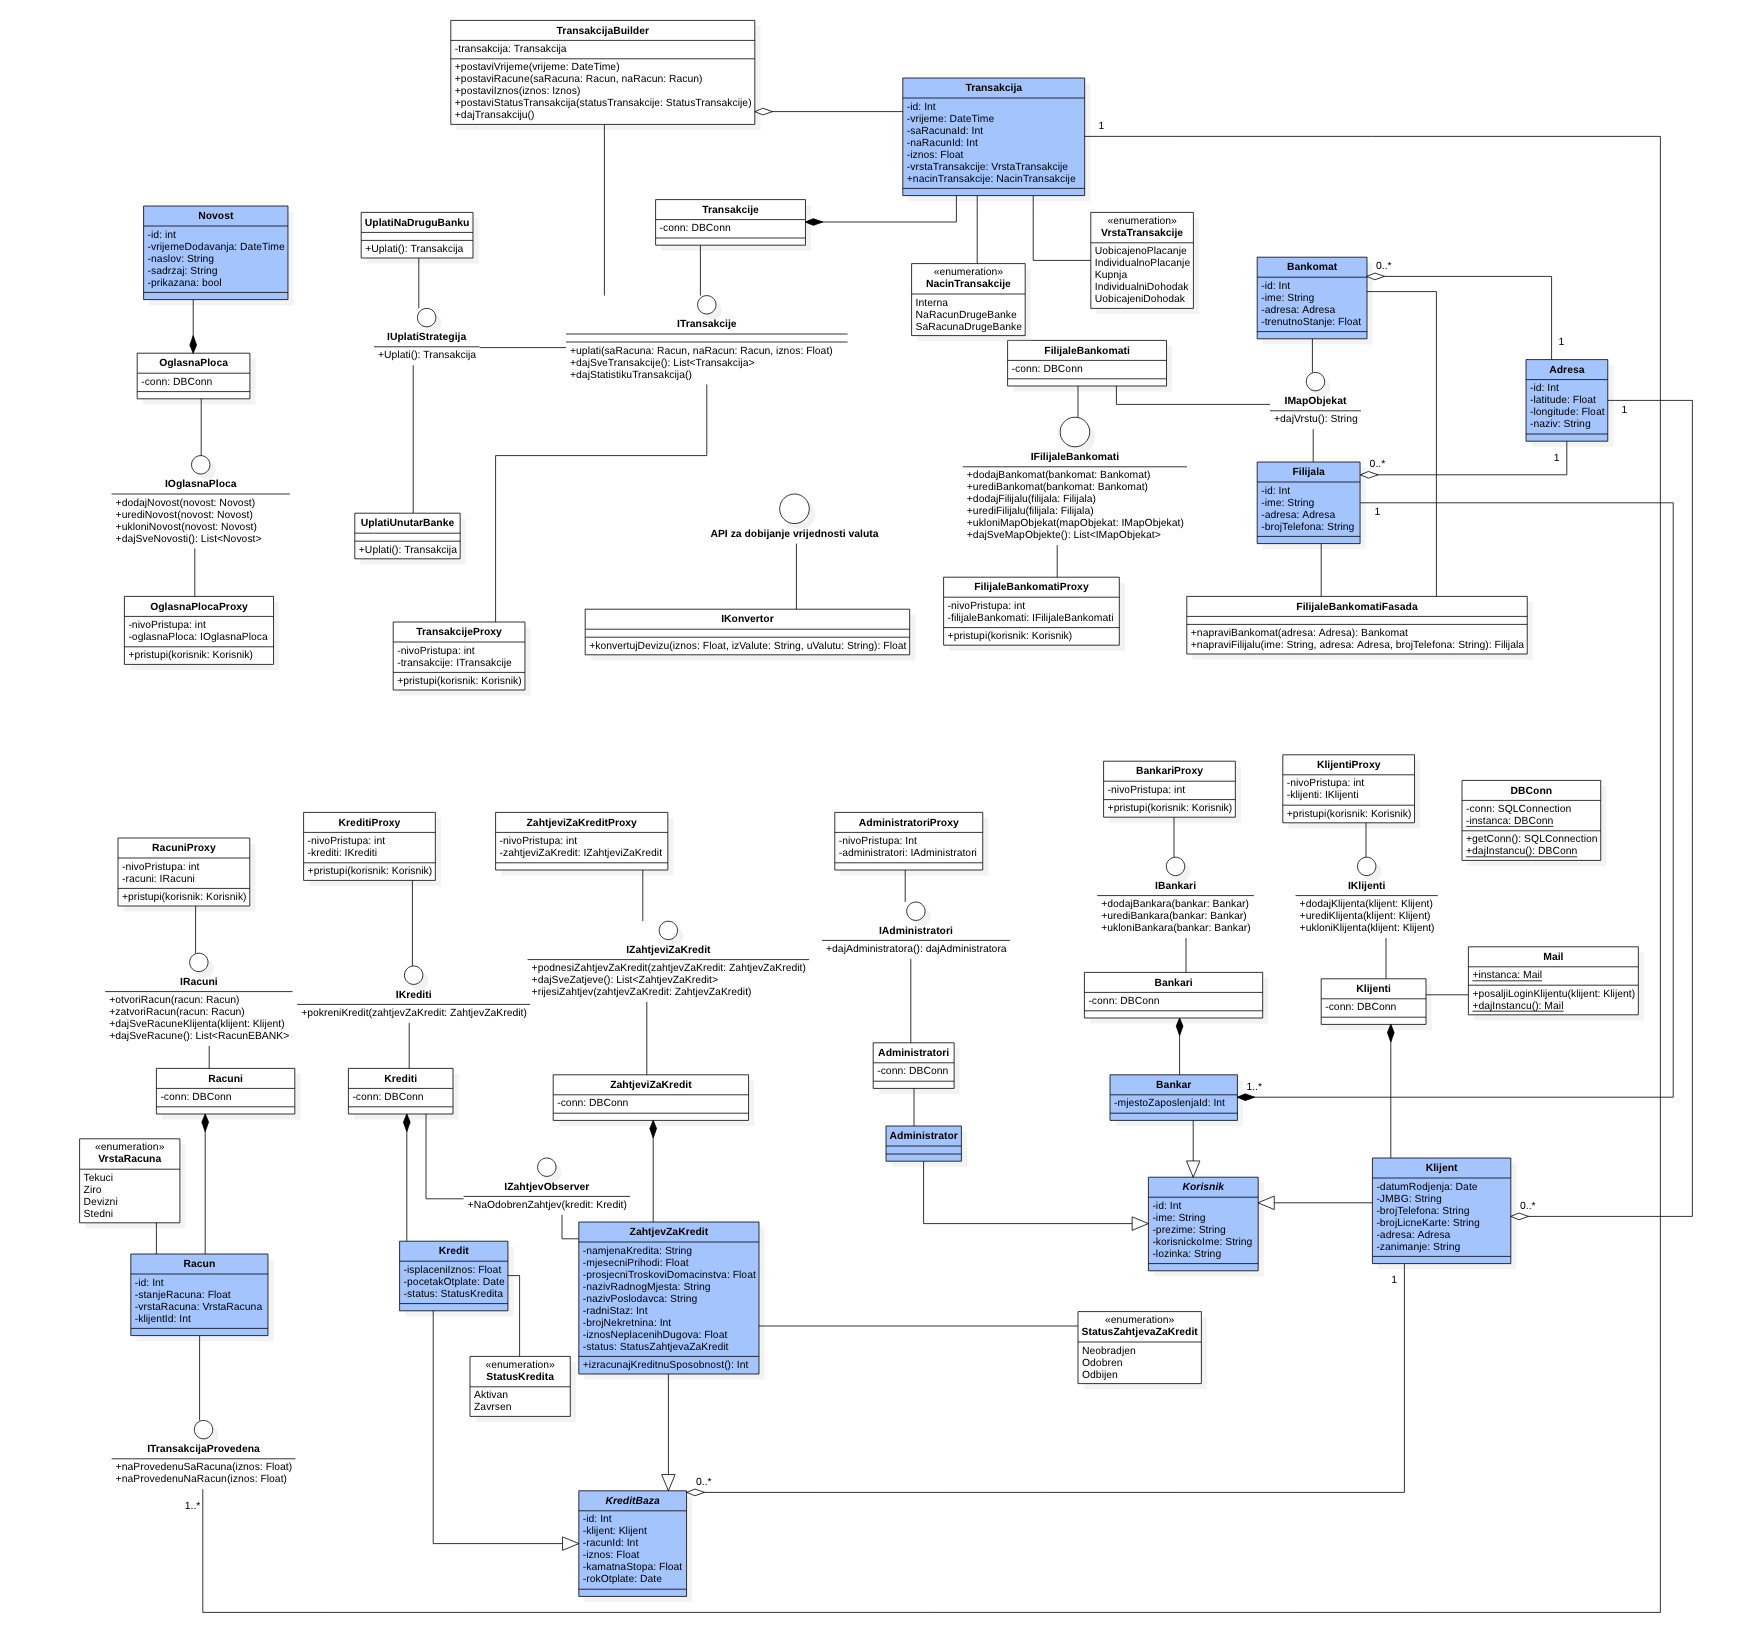 TransakcijaBuilder
-transakcija: Transakcija
+postaviVrijeme(vrijeme: DateTime)
+postaviRacune(saRacuna: Racun, naRacun: Racun)
+postaviIznos(iznos: Iznos)
+postaviStatusTransakcija(statusTransakcije: StatusTransakcije)
+dajTransakciju()
Transakcija
-id: Int
-vrijeme: DateTime
-saRacunaId: Int
-naRacunId: Int
-iznos: Float
-vrstaTransakcije: VrstaTransakcije
+nacinTransakcije: NacinTransakcije
1
Novost
-id: int
-vrijemeDodavanja: DateTime
-naslov: String
-sadrzaj: String
-prikazana: bool
UplatiNaDruguBanku
+Uplati(): Transakcija
Transakcije
-conn: DBConn
«enumeration»
VrstaTransakcije
UobicajenoPlacanje
IndividualnoPlacanje
Kupnja
IndividualniDohodak
UobicajeniDohodak
«enumeration»
NacinTransakcije
Interna
NaRacunDrugeBanke
SaRacunaDrugeBanke
Bankomat
-id: Int
-ime: String
-adresa: Adresa
-trenutnoStanje: Float
0..*
1
OglasnaPloca
-conn: DBConn
IUplatiStrategija
+Uplati(): Transakcija
ITransakcije
+uplati(saRacuna: Racun, naRacun: Racun, iznos: Float)
+dajSveTransakcije(): List<Transakcija>
+dajStatistikuTransakcija()
FilijaleBankomati
-conn: DBConn
IMapObjekat
+dajVrstu(): String
Adresa
-id: Int
-latitude: Float
-longitude: Float
-naziv: String
1
1
IOglasnaPloca
+dodajNovost(novost: Novost)
+urediNovost(novost: Novost)
+ukloniNovost(novost: Novost)
+dajSveNovosti(): List<Novost>
UplatiUnutarBanke
+Uplati(): Transakcija
API za dobijanje vrijednosti valuta
IFilijaleBankomati
+dodajBankomat(bankomat: Bankomat)
+urediBankomat(bankomat: Bankomat)
+dodajFilijalu(filijala: Filijala)
+urediFilijalu(filijala: Filijala)
+ukloniMapObjekat(mapObjekat: IMapObjekat)
+dajSveMapObjekte(): List<IMapObjekat>
Filijala
-id: Int
-ime: String
-adresa: Adresa
-brojTelefona: String
0..*
1
OglasnaPlocaProxy
-nivoPristupa: int
-oglasnaPloca: IOglasnaPloca
+pristupi(korisnik: Korisnik)
TransakcijeProxy
-nivoPristupa: int
-transakcije: ITransakcije
+pristupi(korisnik: Korisnik)
IKonvertor
+konvertujDevizu(iznos: Float, izValute: String, uValutu: String): Float
FilijaleBankomatiProxy
-nivoPristupa: int
-filijaleBankomati: IFilijaleBankomati
+pristupi(korisnik: Korisnik)
FilijaleBankomatiFasada
+napraviBankomat(adresa: Adresa): Bankomat
+napraviFilijalu(ime: String, adresa: Adresa, brojTelefona: String): Filijala
RacuniProxy
-nivoPristupa: int
-racuni: IRacuni
+pristupi(korisnik: Korisnik)
KreditiProxy
-nivoPristupa: int
-krediti: IKrediti
+pristupi(korisnik: Korisnik)
ZahtjeviZaKreditProxy
-nivoPristupa: int
-zahtjeviZaKredit: IZahtjeviZaKredit
AdministratoriProxy
-nivoPristupa: Int
-administratori: IAdministratori
BankariProxy
-nivoPristupa: int
+pristupi(korisnik: Korisnik)
KlijentiProxy
-nivoPristupa: int
-klijenti: IKlijenti
+pristupi(korisnik: Korisnik)
DBConn
-conn: SQLConnection
-instanca: DBConn
+getConn(): SQLConnection
+dajInstancu(): DBConn
IRacuni
+otvoriRacun(racun: Racun)
+zatvoriRacun(racun: Racun)
+dajSveRacuneKlijenta(klijent: Klijent)
+dajSveRacune(): List<RacunEBANK>
IKrediti
+pokreniKredit(zahtjevZaKredit: ZahtjevZaKredit)
IZahtjeviZaKredit
+podnesiZahtjevZaKredit(zahtjevZaKredit: ZahtjevZaKredit)
+dajSveZatjeve(): List<ZahtjevZaKredit>
+rijesiZahtjev(zahtjevZaKredit: ZahtjevZaKredit)
IAdministratori
+dajAdministratora(): dajAdministratora
IBankari
+dodajBankara(bankar: Bankar)
+urediBankara(bankar: Bankar)
+ukloniBankara(bankar: Bankar)
IKlijenti
+dodajKlijenta(klijent: Klijent)
+urediKlijenta(klijent: Klijent)
+ukloniKlijenta(klijent: Klijent)
Mail
+instanca: Mail
+posaljiLoginKlijentu(klijent: Klijent)
+dajInstancu(): Mail
Racuni
-conn: DBConn
Krediti
-conn: DBConn
ZahtjeviZaKredit
-conn: DBConn
Administratori
-conn: DBConn
Bankari
-conn: DBConn
Klijenti
-conn: DBConn
«enumeration»
VrstaRacuna
Tekuci
Ziro
Devizni
Stedni
Administrator
Bankar
-mjestoZaposlenjaId: Int
1..*
IZahtjevObserver
+NaOdobrenZahtjev(kredit: Kredit)
Korisnik
-id: Int
-ime: String
-prezime: String
-korisnickoIme: String
-lozinka: String
Klijent
-datumRodjenja: Date
-JMBG: String
-brojTelefona: String
-brojLicneKarte: String
-adresa: Adresa
-zanimanje: String
0..*
1
Racun
-id: Int
-stanjeRacuna: Float
-vrstaRacuna: VrstaRacuna
-klijentId: Int
Kredit
-isplaceniIznos: Float
-pocetakOtplate: Date
-status: StatusKredita
ZahtjevZaKredit
-namjenaKredita: String
-mjesecniPrihodi: Float
-prosjecniTroskoviDomacinstva: Float
-nazivRadnogMjesta: String
-nazivPoslodavca: String
-radniStaz: Int
-brojNekretnina: Int
-iznosNeplacenihDugova: Float
-status: StatusZahtjevaZaKredit
+izracunajKreditnuSposobnost(): Int
«enumeration»
StatusZahtjevaZaKredit
Neobradjen
Odobren
Odbijen
«enumeration»
StatusKredita
Aktivan
Zavrsen
ITransakcijaProvedena
+naProvedenuSaRacuna(iznos: Float)
+naProvedenuNaRacun(iznos: Float)
1..*
KreditBaza
-id: Int
-klijent: Klijent
-racunId: Int
-iznos: Float
-kamatnaStopa: Float
-rokOtplate: Date
0..*